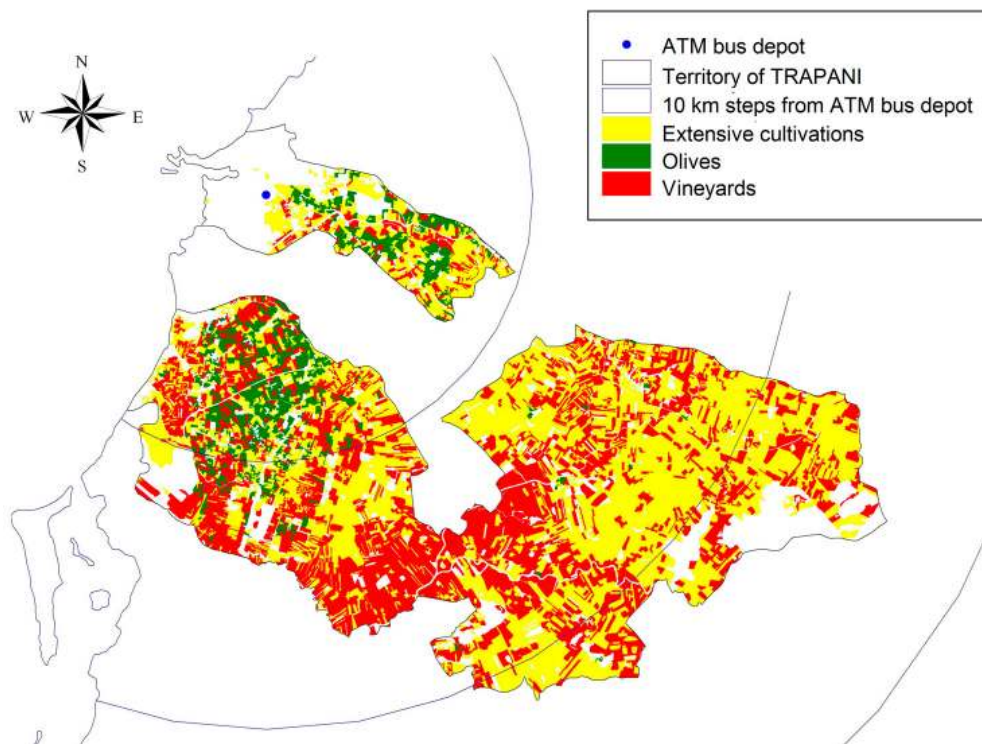 N
W E
S
ATM bus depot
Territory of TRAPANI
10 km steps from ATM bus depot
Extensive cultivations
Olives
Vineyards